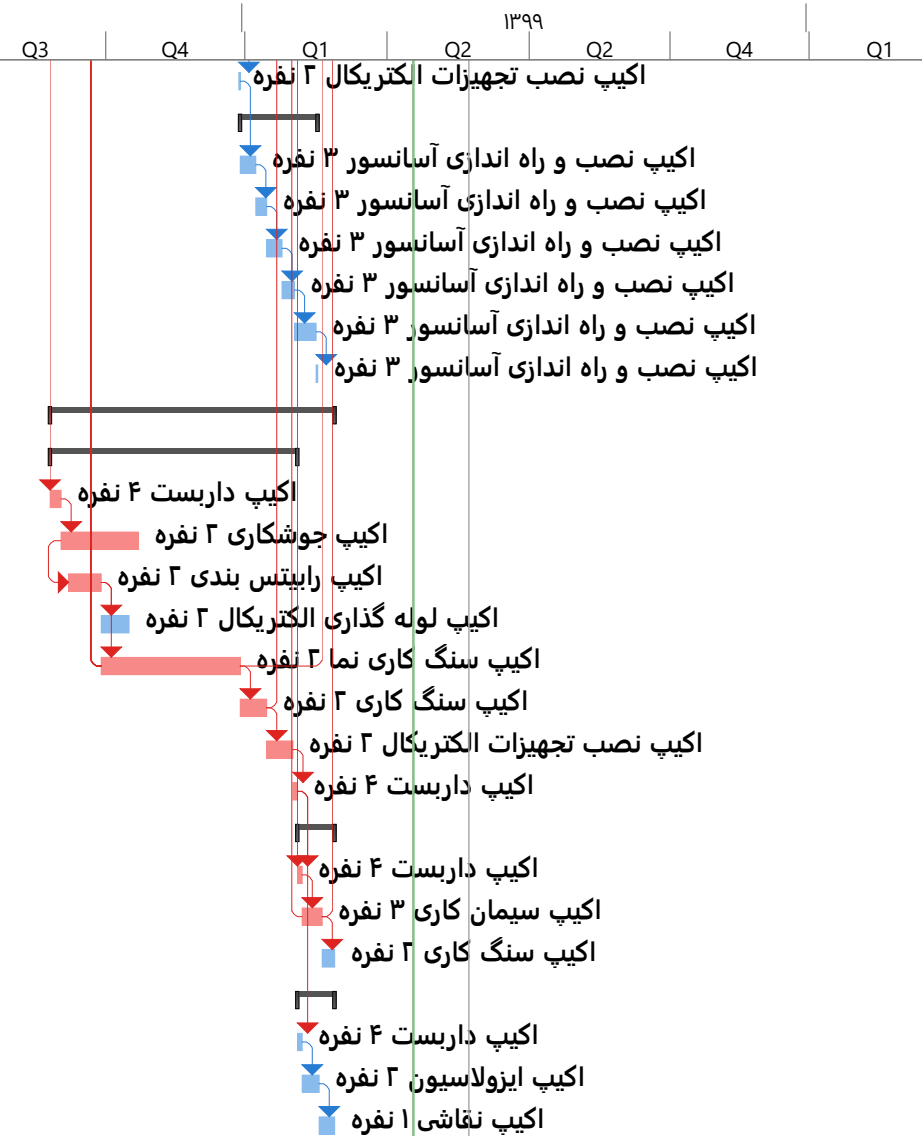 ۱۳۹۹
Q3 Q4 Q1 Q2 Q2 Q4 Q1
اکیپ نصب تجهیزات الکتریکال ۲ نفره
اکیپ نصب و راه اندازی آسانسور ۳ نفره
اکیپ نصب و راه اندازی آسانسور ۳ نفره
اکیپ نصب و راه اندازی آسانسور ۳ نفره
اکیپ نصب و راه اندازی آسانسور ۳ نفره
اکیپ نصب و راه اندازی آسانسور ۳ نفره
اکیپ نصب و راه اندازی آسانسور ۳ نفره
اکیپ داربست ۴ نفره
اکیپ جوشکاری ۲ نفره
اکیپ رابیتس بندی ۲ نفره
اکیپ لوله گذاری الکتریکال ۲ نفره
اکیپ سنگ کاری نما ۲ نفره
اکیپ سنگ کاری ۲ نفره
اکیپ نصب تجهیزات الکتریکال ۲ نفره
اکیپ داربست ۴ نفره
اکیپ داربست ۴ نفره
اکیپ سیمان کاری ۳ نفره
اکیپ سنگ کاری ۲ نفره
اکیپ داربست ۴ نفره
اکیپ ایزولاسیون ۲ نفره
اکیپ نقاشی ۱ نفره